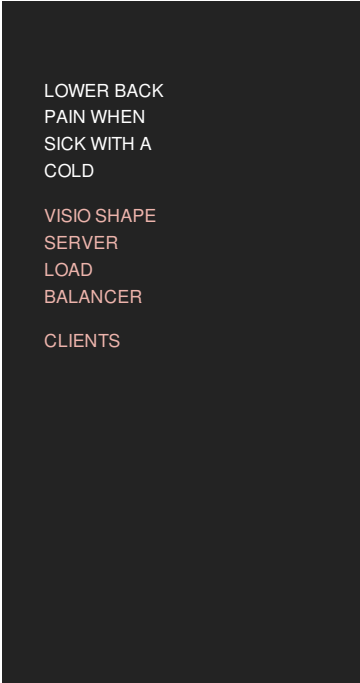 LOWER BACK
PAIN WHEN
SICK WITH A
COLD
VISIO SHAPE
SERVER
LOAD
BALANCER
CLIENTS